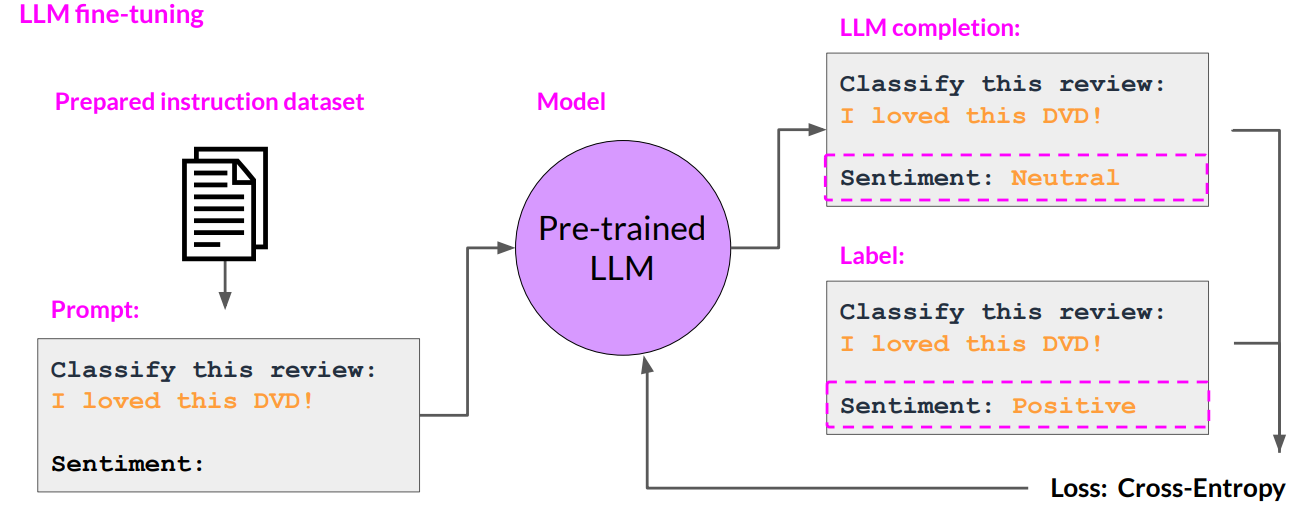 LLM fine-tuning
Prepared instruction dataset
Prompt:
Classify this review:
I loved this DVD!
Sentiment:
Model
Pre-trained
LLM
LLM completion:
Classify this review:
I loved this DVD!
Sentiment: Neutral
Label:
Classify this review:
I loved this DVD!
Sentiment: Positive
Loss: Cross-Entropy